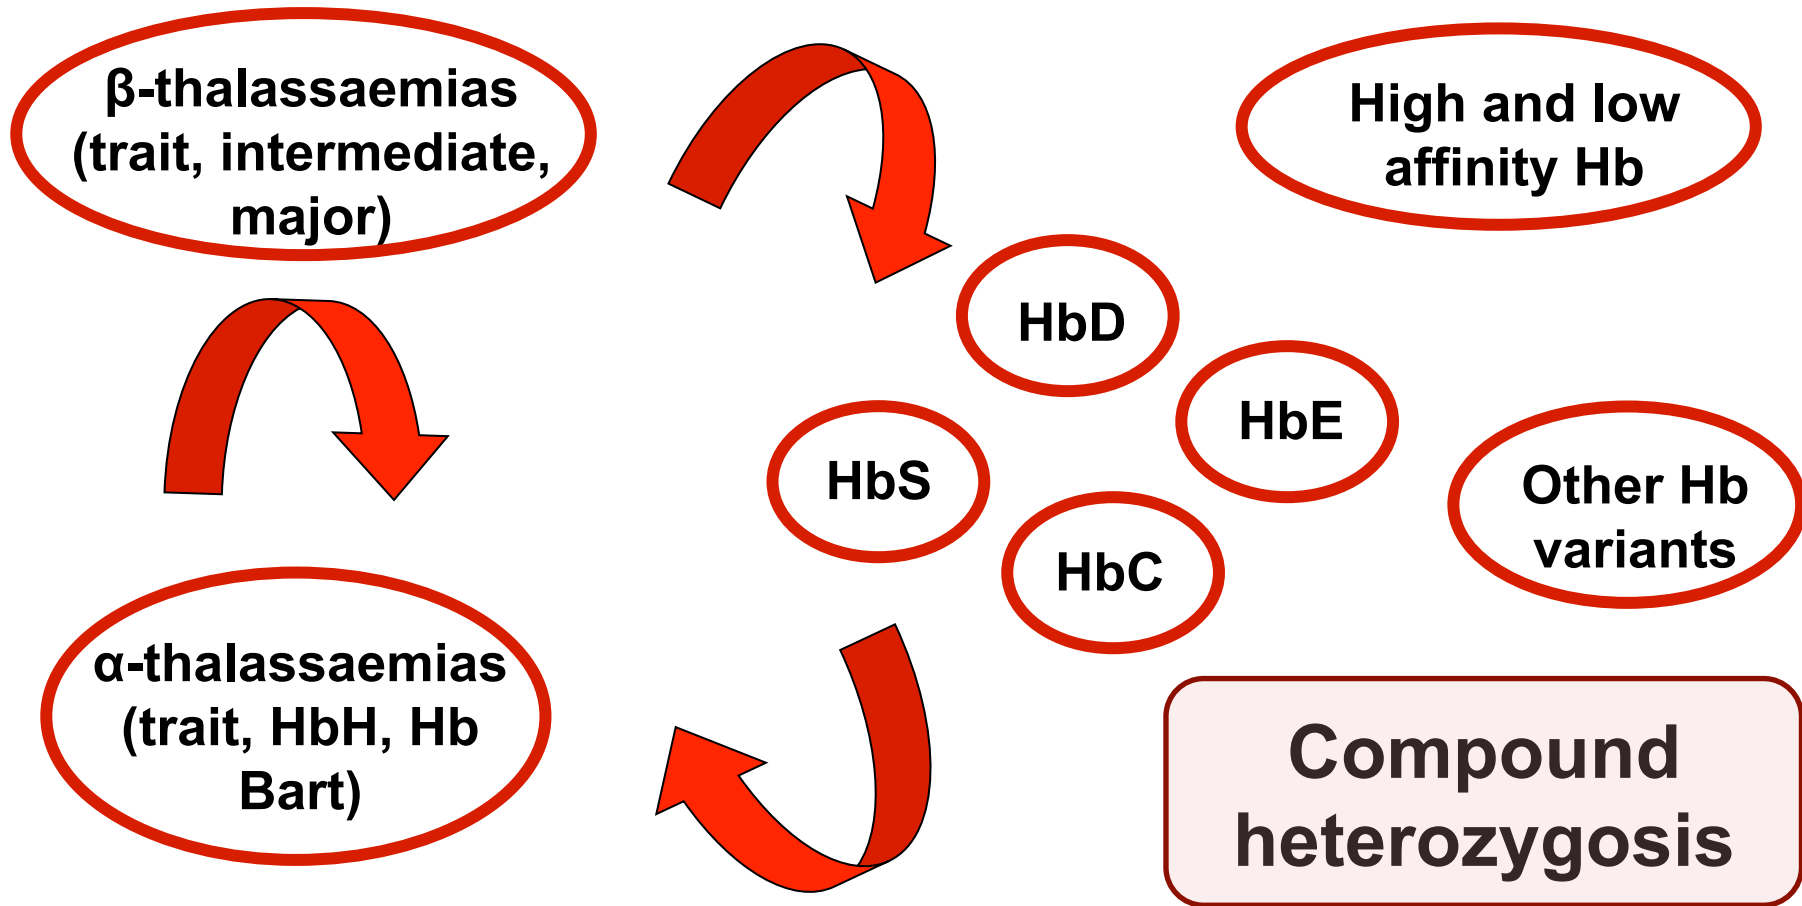 β-thalassaemias
(trait, intermediate,
major)
High and low
affinity Hb
HbD
HbE
HbS
HbC
Other Hb
variants
α-thalassaemias
(trait, HbH, Hb
Bart)
Compound
heterozygosis